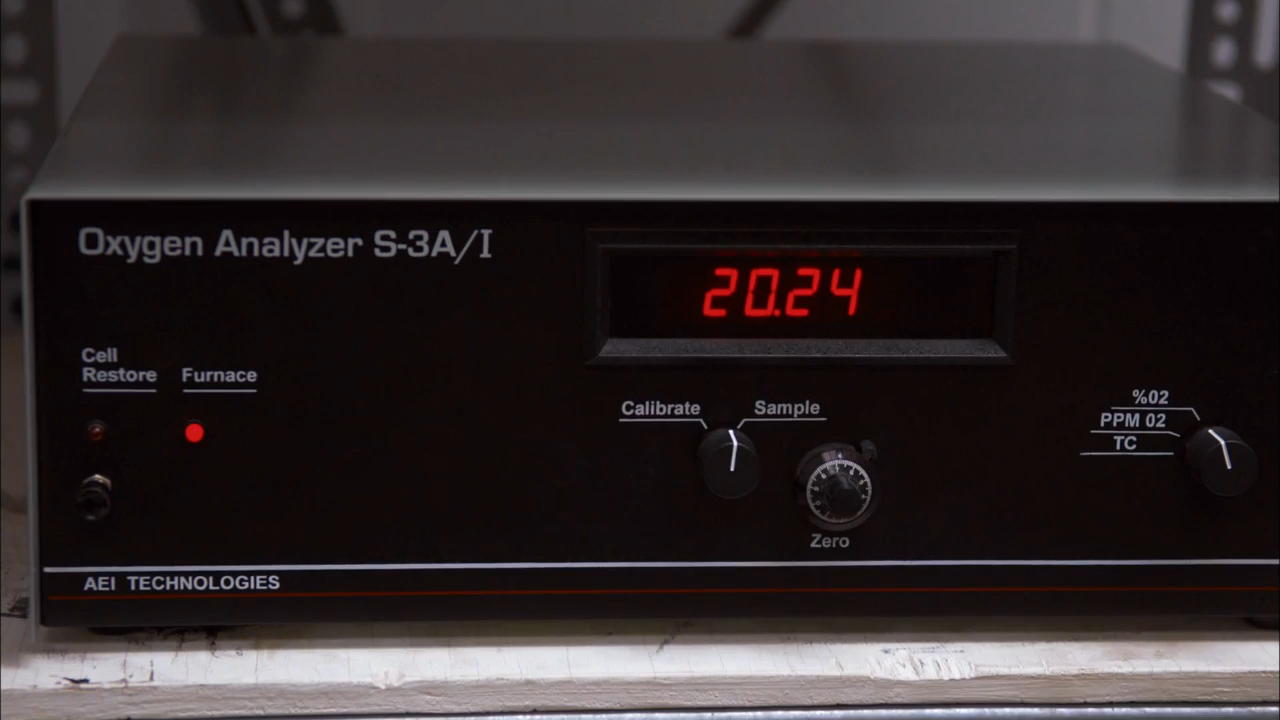 Oxygen Analyzer S-3A/I
20.24
Cell
Restore
Furnace
Calibrate
Sample
%02
PPM 02
TC
Zero
AEI TECHNOLOGIES